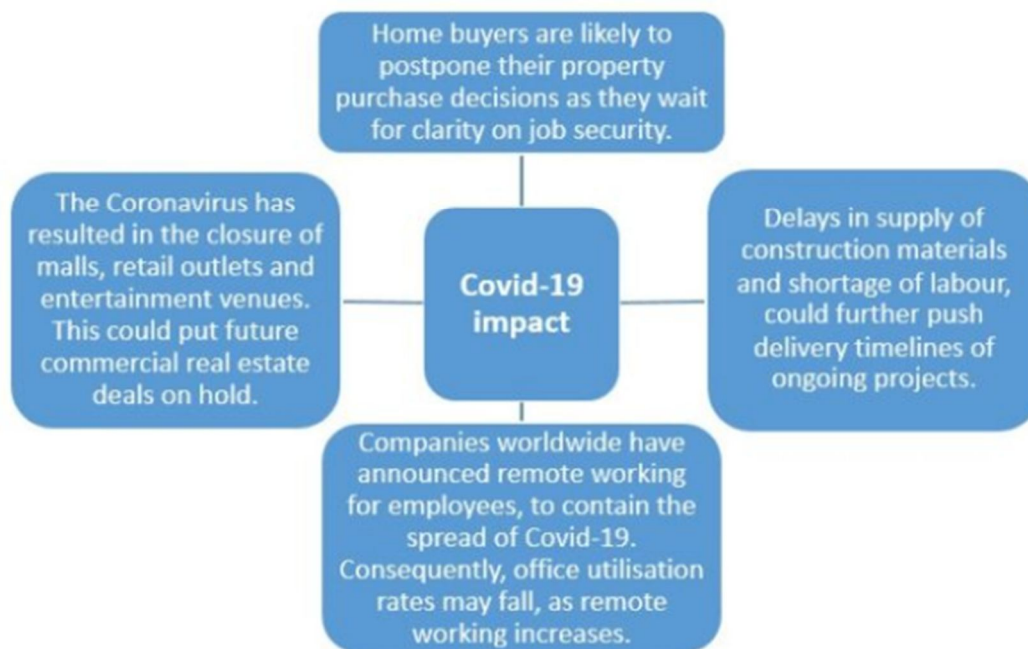 Home buyers are likely to
postpone their property
purchase decisions as they wait
for clarity on job security.
The Coronavirus has
resulted in the closure of
malls, retail outlets and
entertainment venues.
This could put future
commercial real estate
deals on hold.
Covid-19
impact
Delays in supply of
construction materials
and shortage of labour,
could further push
delivery timelines of
ongoing projects.
Companies worldwide have
announced remote working
for employees, to contain the
spread of Covid-19.
Consequently, office utilisation
rates may fall, as remote
working increases.